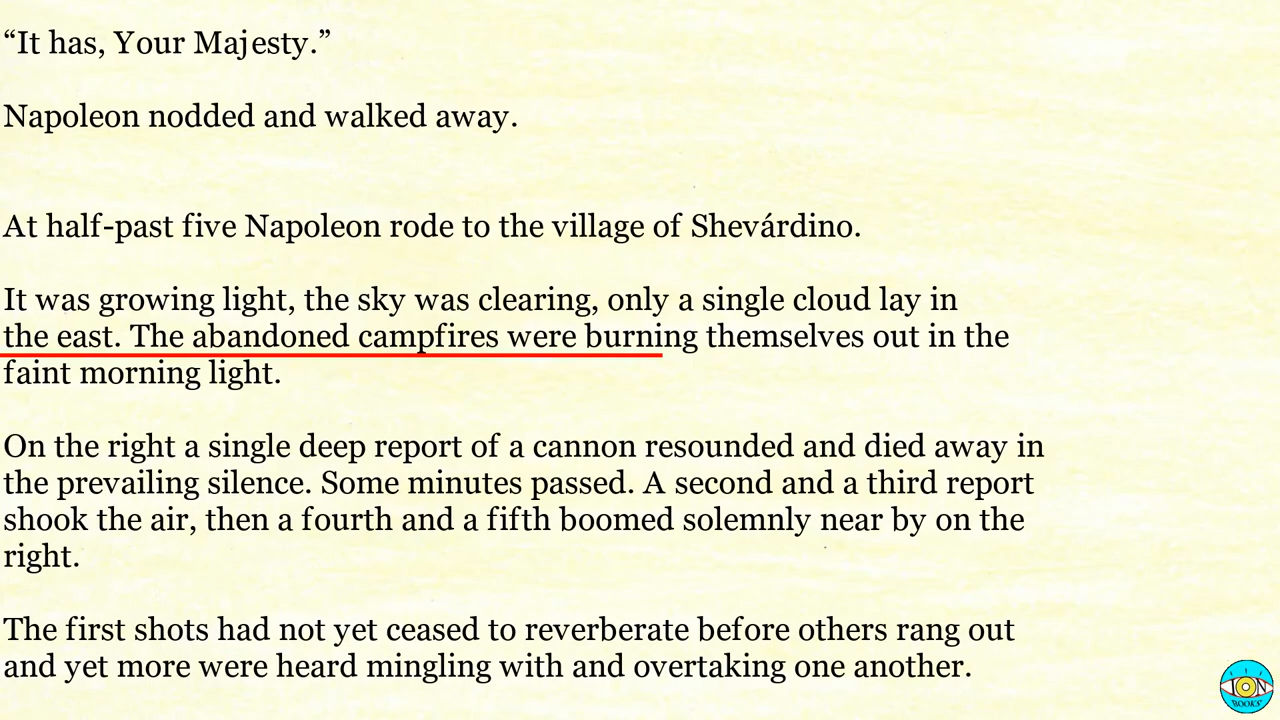 “It has, Your Majesty.”
Napoleon nodded and walked away.
At half-past five Napoleon rode to the village of Shevárdino.
It was growing light, the sky was clearing, only a single cloud lay in
the east. The abandoned campfires were burning themselves out in the
faint morning light.
On the right a single deep report of a cannon resounded and died away in
the prevailing silence. Some minutes passed. A second and a third report
shook the air, then a fourth and a fifth boomed solemnly near by on the
right.
The first shots had not yet ceased to reverberate before others rang out
and yet more were heard mingling with and overtaking one another.
ION
BOOKS